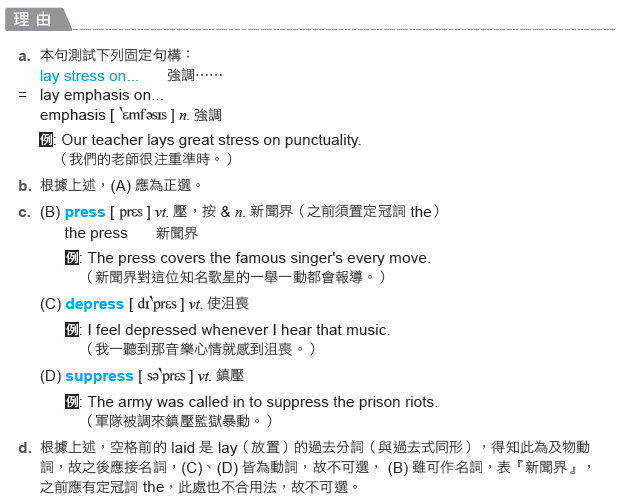 理由
a. 本句測試下列固定句構：
lay stress on... 強調……
= lay emphasis on...
emphasis [ ˋɛmfəsɪs ] n. 強調
例: Our teacher lays great stress on punctuality.
（我們的老師很注重準時。）
b. 根據上述，(A) 應為正選。
c. (B) press [ prɛs ] vt. 壓，按 & n. 新聞界（之前須置定冠詞 the）
the press 新聞界
例: The press covers the famous singer's every move.
（新聞界對這位知名歌星的一舉一動都會報導。）
(C) depress [ dɪˋprɛs ] vt. 使沮喪
例: I feel depressed whenever I hear that music.
（我一聽到那音樂心情就感到沮喪。）
(D) suppress [ səˋprɛs ] vt. 鎮壓
例: The army was called in to suppress the prison riots.
（軍隊被調來鎮壓監獄暴動。）
d. 根據上述，空格前的 laid 是 lay（放置）的過去分詞（與過去式同形），得知此為及物動
詞，故之後應接名詞，(C)、(D) 皆為動詞，故不可選， (B) 雖可作名詞，表『新聞界』，
之前應有定冠詞 the，此處也不合用法，故不可選。